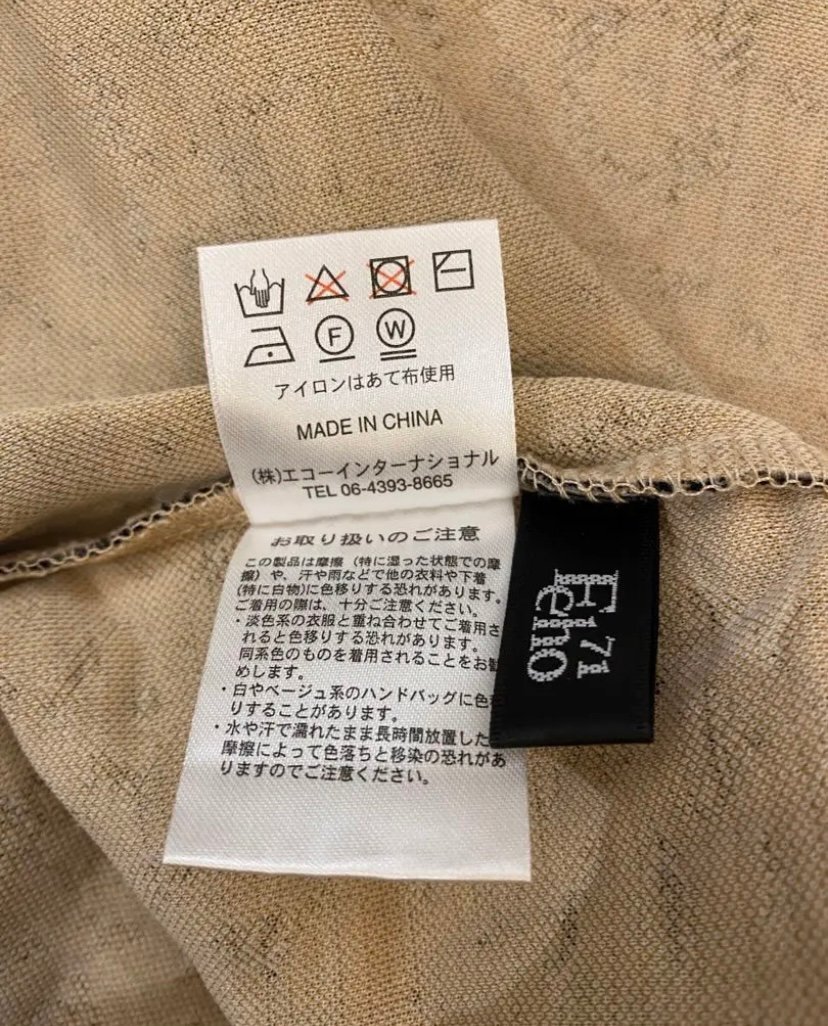 F
W
アイロンはあて布使用
MADE IN CHINA
(株)エコーインターナショナル
TEL 06-4393-8665
お取り扱いのご注意
この製品は摩擦(特に湿った状態での摩
擦)や、汗や雨などで他の衣料や下着
(特に白物)に色移りする恐れがあります。
ご着用の際は、十分ご注意ください。
・淡色系の衣服と重ね合わせてご着用さ
れると色移りする恐れがあります。
同系色のものを着用されることをお勧
めします。
・白やベージュ系のハンドバッグに色移
りすることがあります。
・水や汗で濡れたまま長時間放置した
摩擦によって色落ちと移染の恐れがあ
りますのでご注意ください。